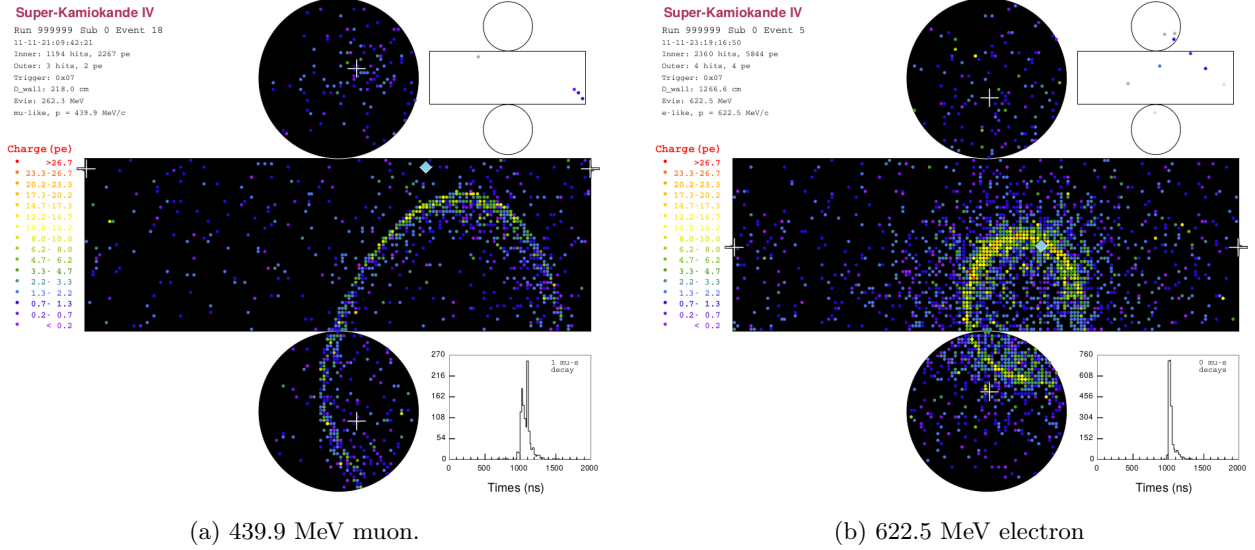 Super-Kamiokande IV
Run 999999 Sub 0 Event 18
11-11-21:09:42:21
Inner: 1194 hits, 2267 pe
Outer: 3 hits, 2 pe
Trigger: 0x07
D_wall: 218.0 cm
Evis: 262.3 MeV
mu-like, p = 439.9 MeV/c
Charge(pe)
>26.7
23.3-26.7
20.2-23.3
17.3-20.2
14.7-17.3
12.2-14.7
10.0-12.2
8.0-10.0
6.2- 8.0
4.7- 6.2
3.3- 4.7
2.2- 3.3
1.3- 2.2
0.7- 1.3
0.2- 0.7
< 0.2
1 mu-e
decay
270
216
162
108
54
0
0 500 1000 1500 2000
Times (ns)
(a) 439.9 MeV muon.
Super-Kamiokande IV
Run 999999 Sub 0 Event 5
11-11-23:19:16:50
Inner: 2360 hits, 5844 pe
Outer: 4 hits, 4 pe
Trigger: 0x07
D_wall: 1266.6 cm
Evis: 622.5 MeV
e-like, p = 622.5 MeV/c
Charge(pe)
>26.7
23.3-26.7
20.2-23.3
17.3-20.2
14.7-17.3
12.2-14.7
10.0-12.2
8.0-10.0
6.2- 8.0
4.7- 6.2
3.3- 4.7
2.2- 3.3
1.3- 2.2
0.7- 1.3
0.2- 0.7
< 0.2
0 mu-e
decays
760
608
456
304
152
0
0 500 1000 1500 2000
Times (ns)
(b) 622.5 MeV electron